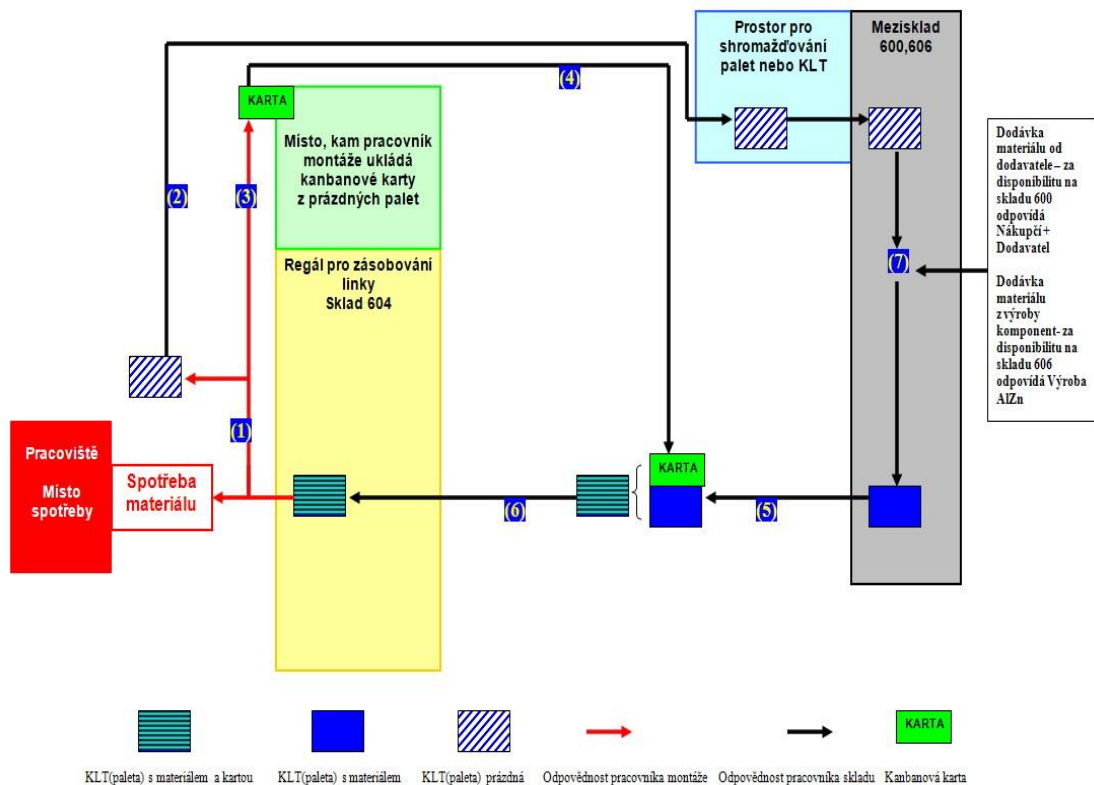 Prostor pro
shromažďování
palet nebo KLT
Mezisklad
600,606
(4)
KARTA
Místo, kam pracovník
montáže ukládá
kanbanové karty
z prázdných palet
(2)
(3)
Dodávka
materiálu od
dodavatele – za
disponibilitu na
skladu 600
odpovídá
Nákupčí +
Dodavatel
(7)
Regál pro zásobování
linky
Sklad 604
Dodávka
materiálu
z výroby
komponent- za
disponibilitu na
skladu 606
odpovídá Výroba
AlZn
(1)
Pracoviště
Místo
spotřeby
Spotřeba
materiálu
KARTA
(6)
(5)
KARTA
KLT(paleta) s materiálem a kartou
KLT(paleta) s materiálem
KLT(paleta) prázdná
Odpovědnost pracovníka montáže
Odpovědnost pracovníka skladu
Kanbanová karta